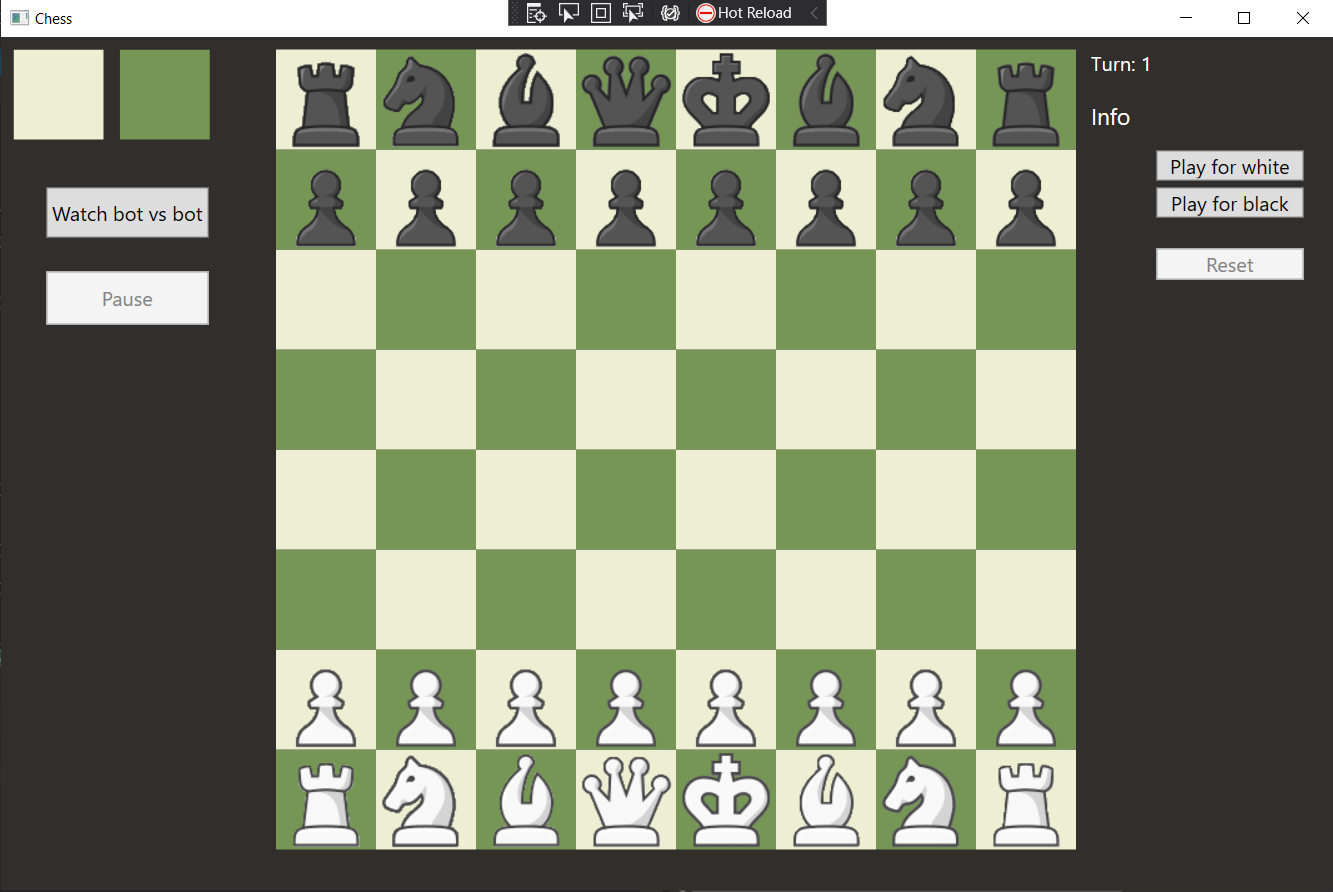 Chess
Hot Reload
Turn: 1
Info
Play for white
Play for black
Reset
Watch bot vs bot
Pause